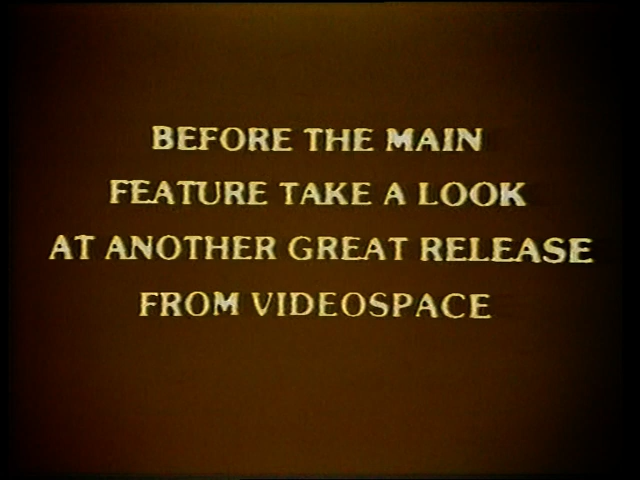 BEFORE THE MAIN
FEATURE TAKE A LOOK
AT ANOTHER GREAT RELEASE
FROM VIDEOSPACE